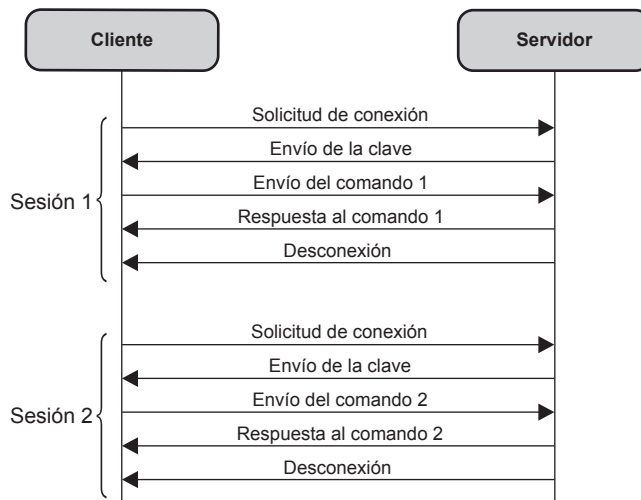 Cliente
Servidor
Solicitud de conexión
Envío de la clave
Sesión 1
Envío del comando 1
Respuesta al comando 1
Desconexión
Solicitud de conexión
Envío de la clave
Sesión 2
Envío del comando 2
Respuesta al comando 2
Desconexión